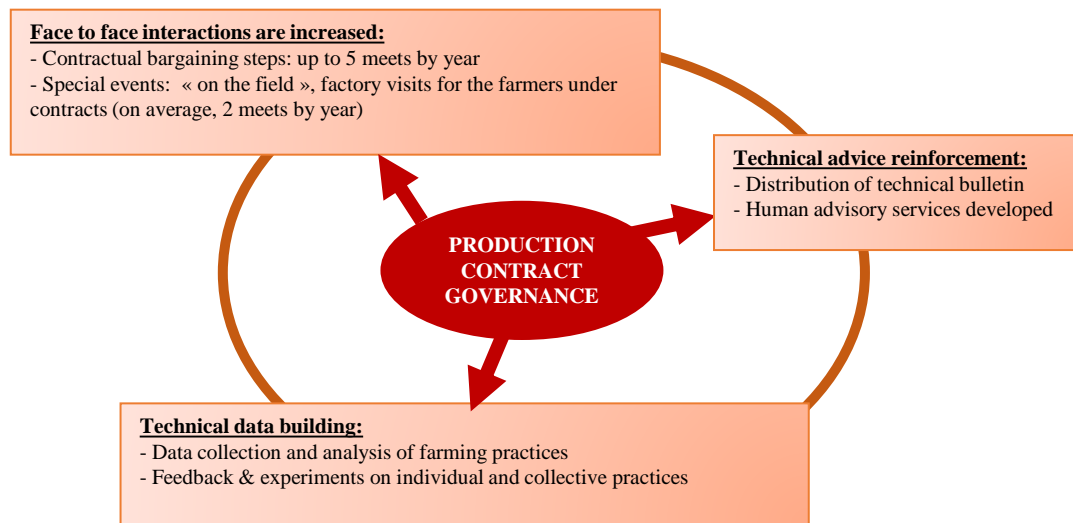 Face to face interactions are increased:
- Contractual bargaining steps: up to 5 meets by year
- Special events:  « on the field », factory visits for the farmers under
contracts (on average, 2 meets by year)
Technical advice reinforcement:
- Distribution of technical bulletin
- Human advisory services developed
PRODUCTION
CONTRACT
GOVERNANCE
Technical data building:
- Data collection and analysis of farming practices
- Feedback & experiments on individual and collective practices